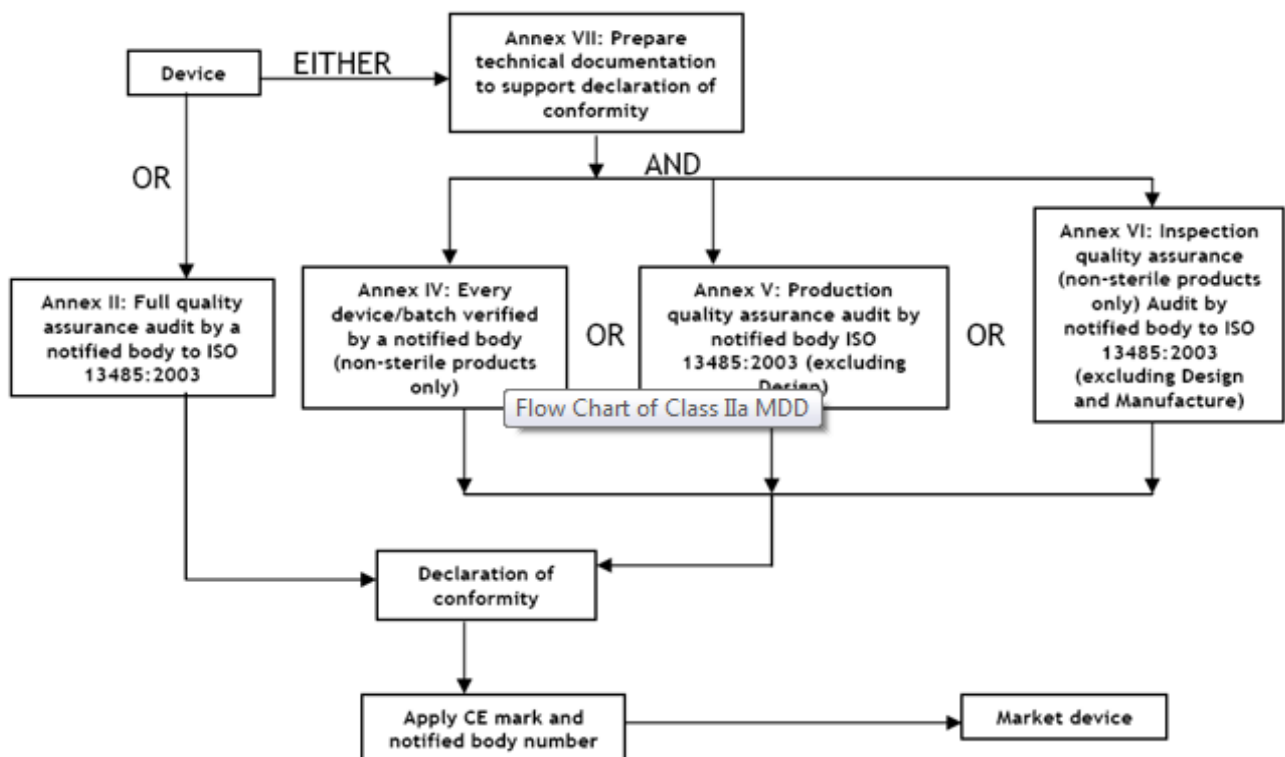 Device
EITHER
Annex VII: Prepare
technical documentation
to support declaration of
conformity
OR
AND
Annex II: Full quality
assurance audit by a
notified body to ISO
13485:2003
Annex IV: Every
device/batch verified
by a notified body
(non-sterile products
only)
OR
Annex V: Production
quality assurance audit by
notified body ISO
13485:2003 (excluding
Design)
OR
Annex VI: Inspection
quality assurance
(non-sterile products
only) Audit by
notified body to ISO
13485:2003
(excluding Design
and Manufacture)
Flow Chart of Class IIa MDD
Declaration of
conformity
Apply CE mark and
notified body number
Market device